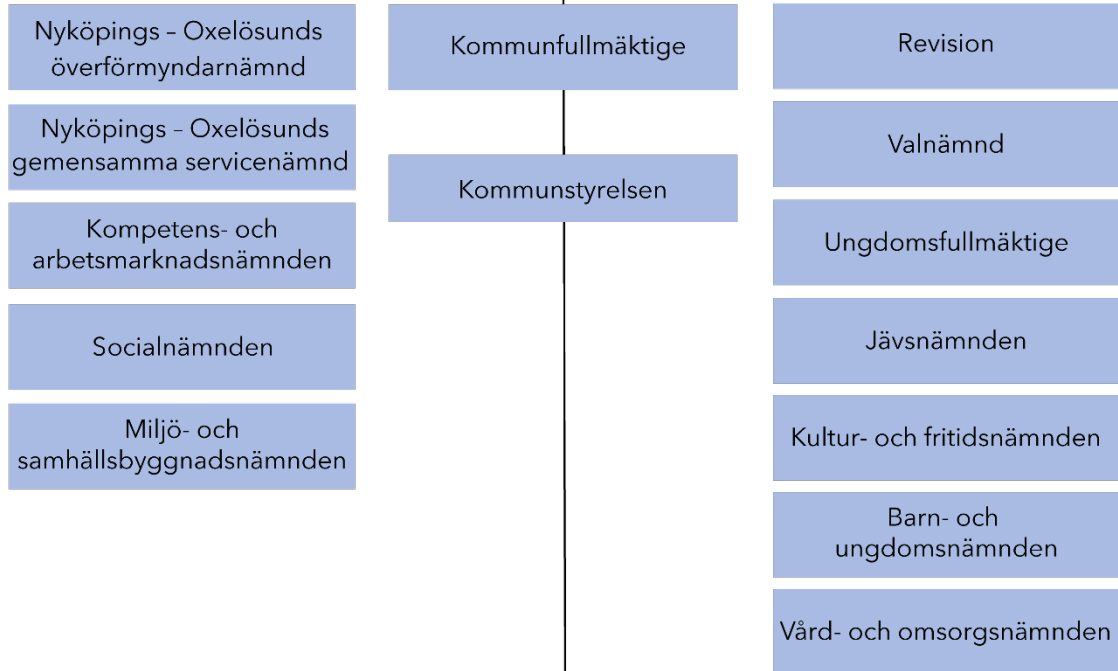 Nyköpings – Oxelösunds
överförmyndarnämnd
Nyköpings – Oxelösunds
gemensamma servicenämnd
Kompetens- och
arbetsmarknadsnämnden
Socialnämnden
Miljö- och
samhällsbyggnadsnämnden
Kommunfullmäktige
Kommunstyrelsen
Revision
Valnämnd
Ungdomsfullmäktige
Jävsnämnden
Kultur- och fritidsnämnden
Barn- och
ungdomsnämnden
Vård- och omsorgsnämnden